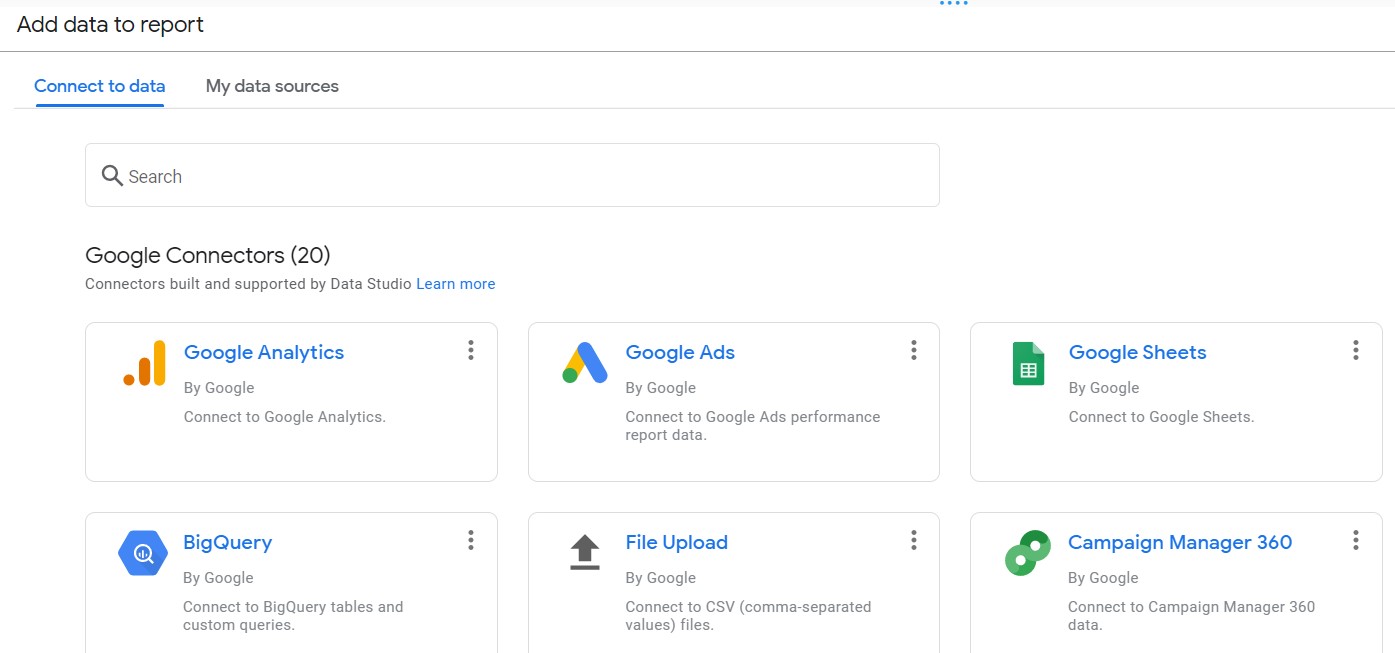 Add data to report
Connect to data
My data sources
Search
Google Connectors (20)
Connectors built and supported by Data Studio Learn more
Google Analytics
By Google
Connect to Google Analytics.
Google Ads
By Google
Connect to Google Ads performance
report data.
Google Sheets
By Google
Connect to Google Sheets.
BigQuery
By Google
Connect to BigQuery tables and
custom queries.
File Upload
By Google
Connect to CSV (comma-separated
values) files.
Campaign Manager 360
By Google
Connect to Campaign Manager 360
data.